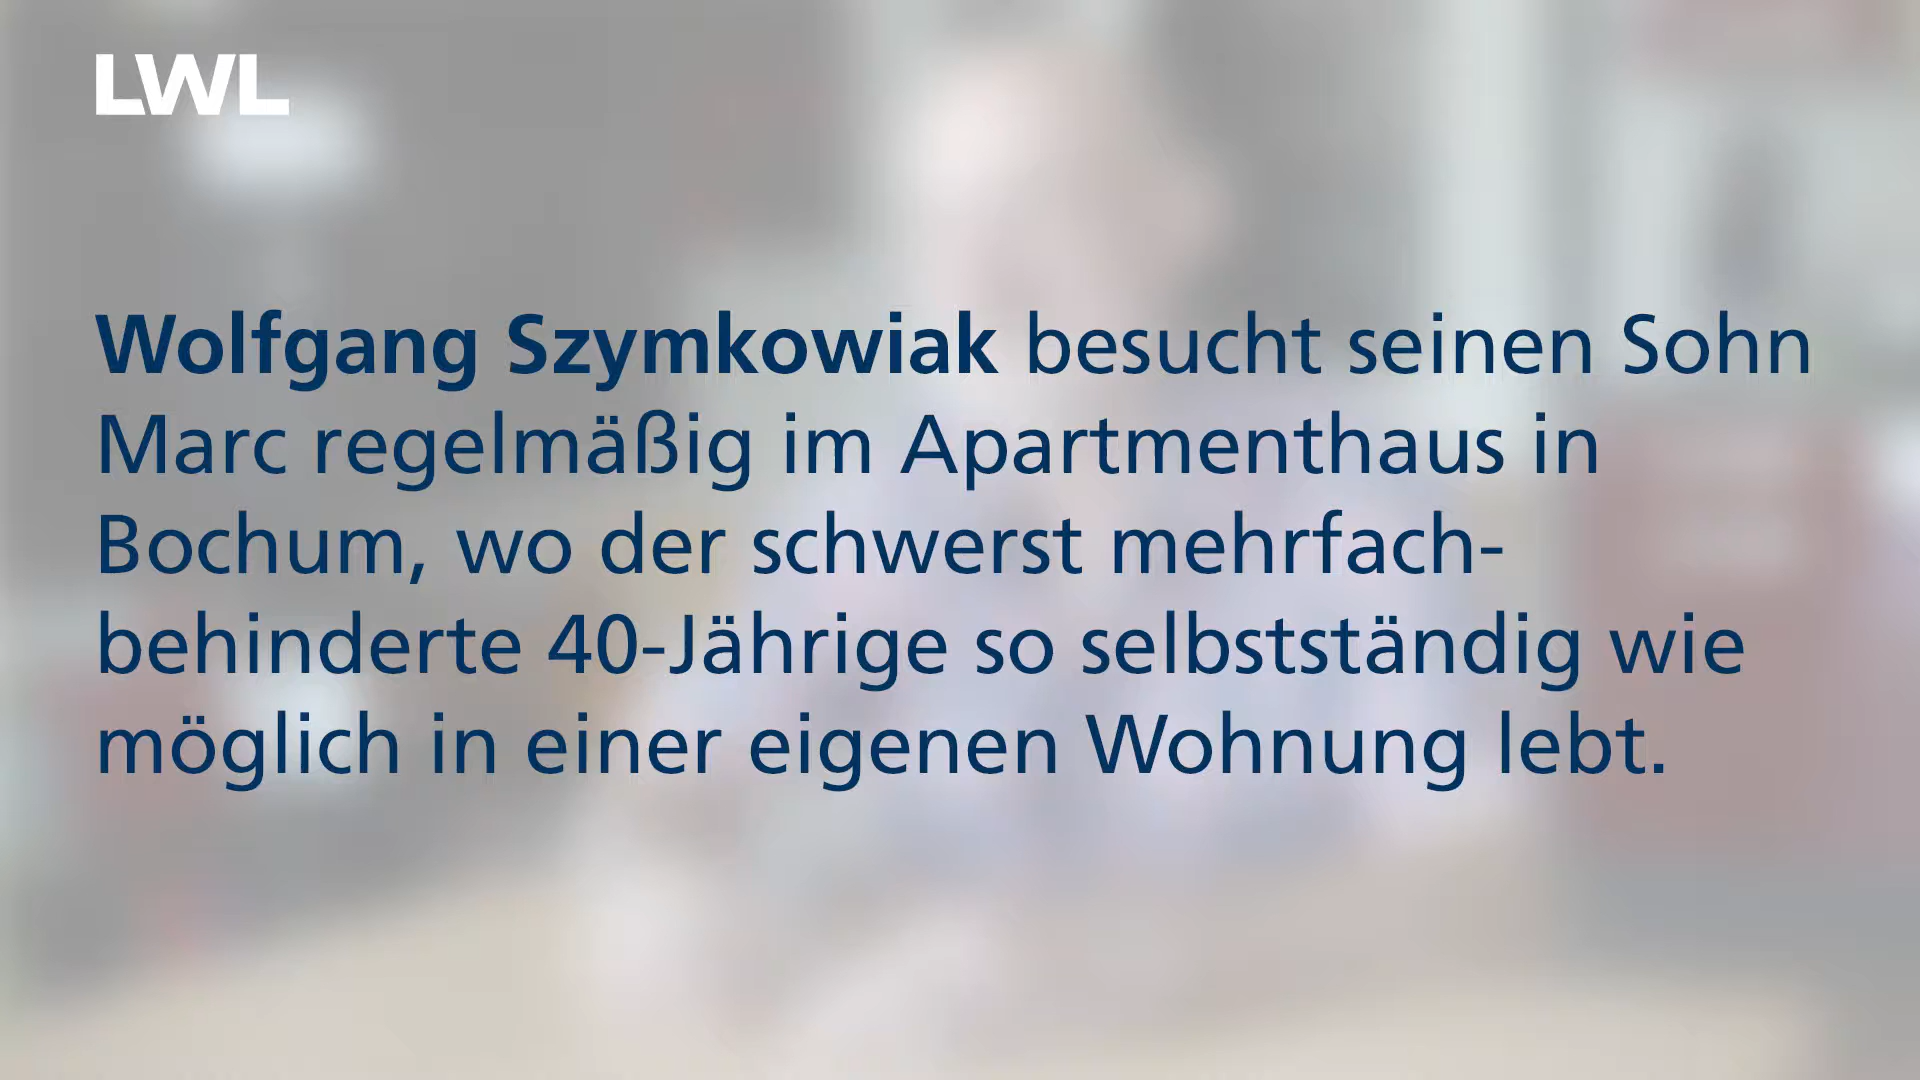 LWL
Wolfgang Szymkowiak besucht seinen Sohn
Marc regelmäßig im Apartmenthaus in
Bochum, wo der schwerst mehrfach-
behinderte 40-Jährige so selbstständig wie
möglich in einer eigenen Wohnung lebt.